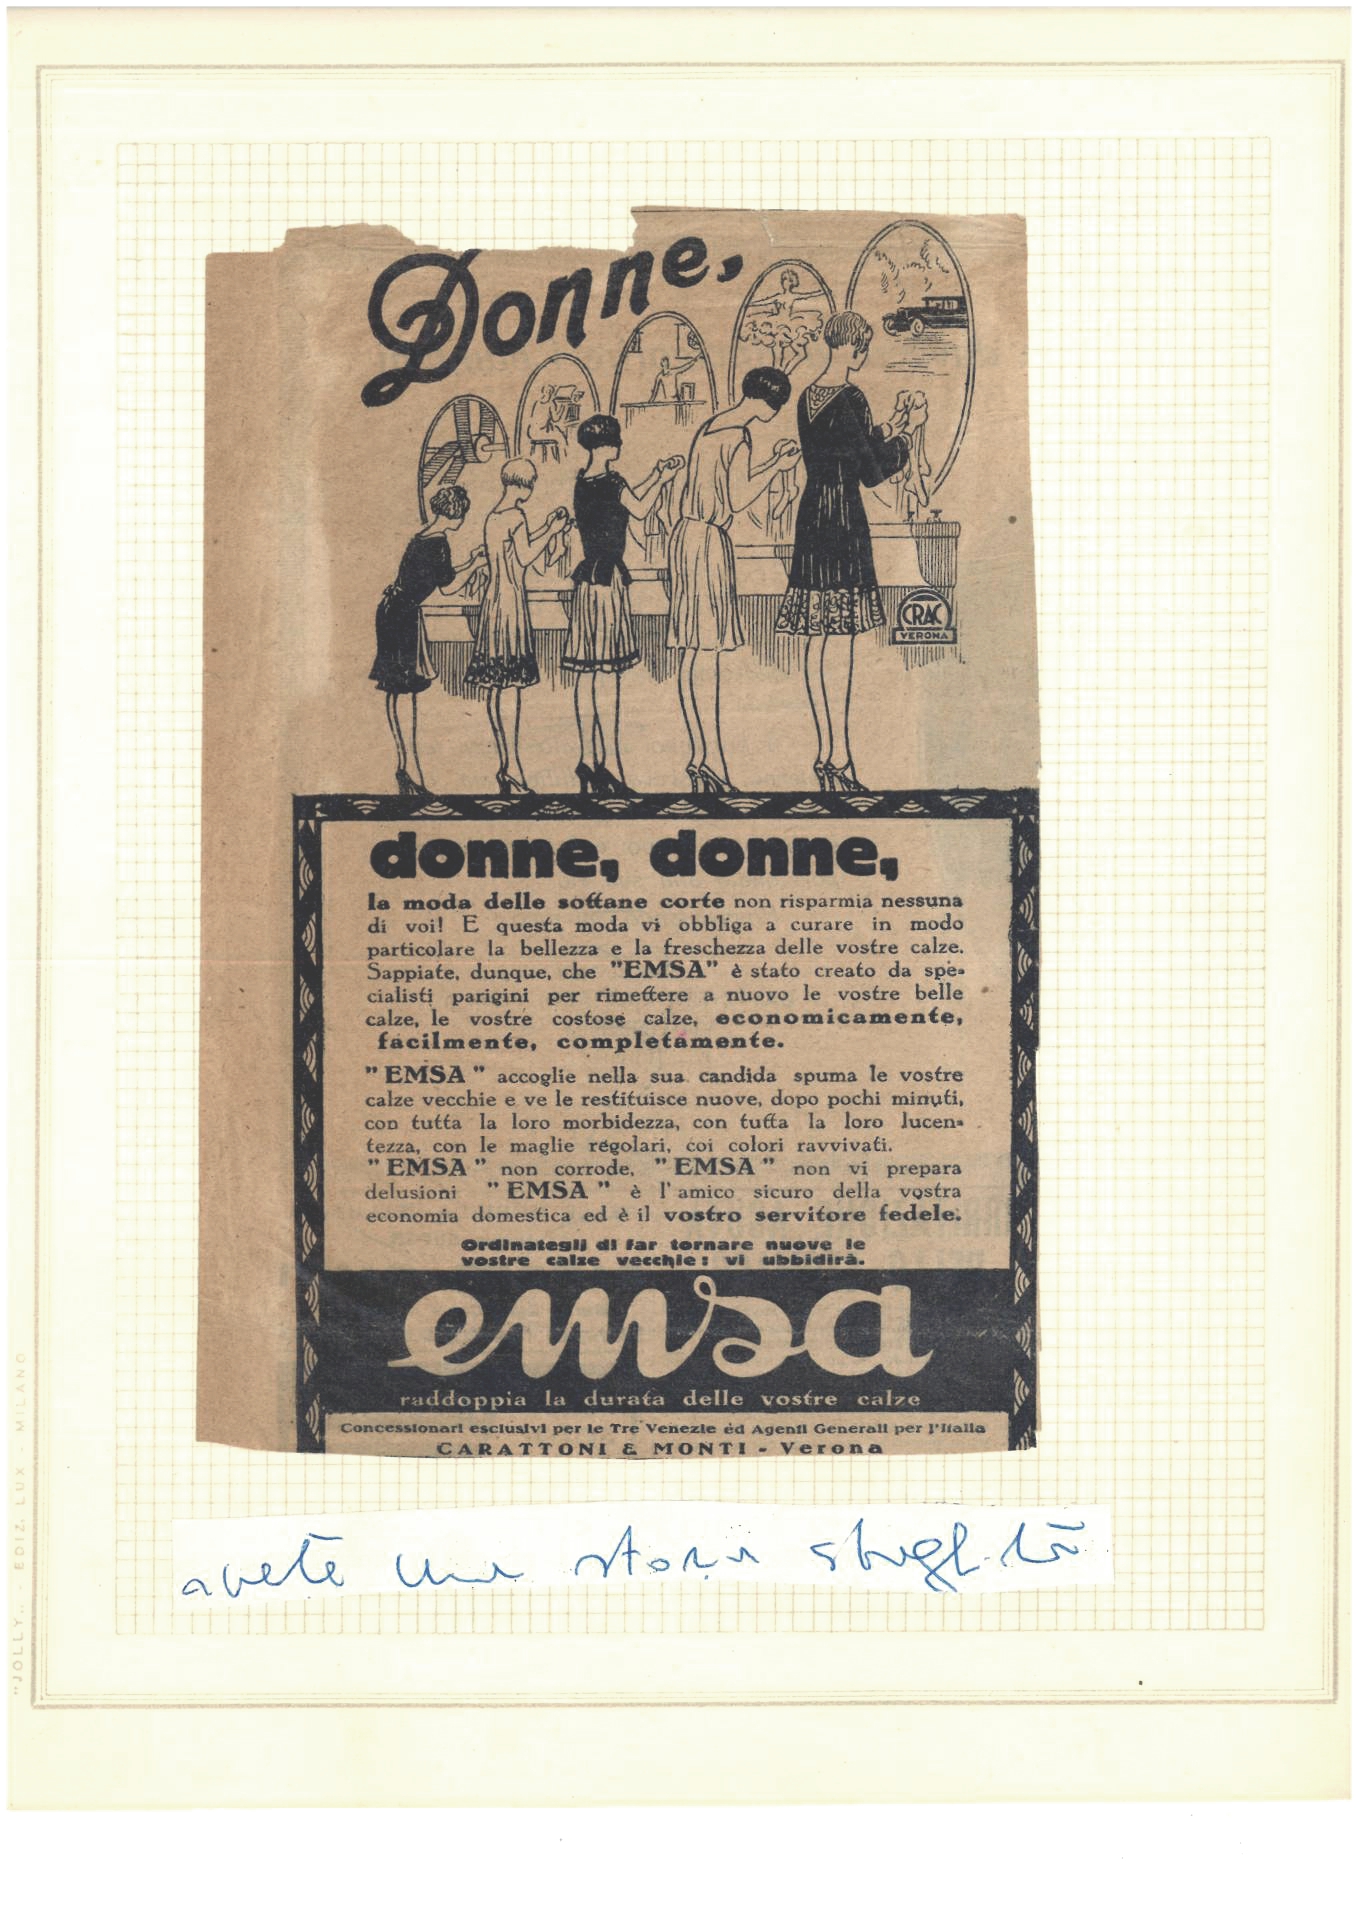 Donne,
CRAC
VERONA
donne, donne,
la moda delle sottane corte non risparmia nessuna
di voi! E questa moda vi obbliga a curare in modo
particolare la bellezza e la freschezza delle vostre calze.
Sappiate, dunque, che "EMSA" è stato creato da spe-
cialisti parigini per rimettere a nuovo le vostre belle
calze, le vostre costose calze, economicamente,
facilmente, completamente.
"EMSA" accoglie nella sua candida spuma le vostre
calze vecchie e ve le restituisce nuove, dopo pochi minuti,
con tutta la loro morbidezza, con tutta la loro lucen-
tezza, con le maglie regolari, coi colori ravvivati.
"EMSA" non corrode, "EMSA" non vi prepara
delusioni "EMSA" è l'amico sicuro della vostra
economia domestica ed è il vostro servitore fedele.
Ordinategli di far tornare nuove le
vostre calze vecchie: vi ubbidirà.
emsa
raddoppia la durata delle vostre calze
Concessionari esclusivi per le Tre Venezie ed Agenti Generali per l'Italia
CARATTONI & MONTI - Verona
avete una storia
"JOLLY" - EDIZ. LUX - MILANO